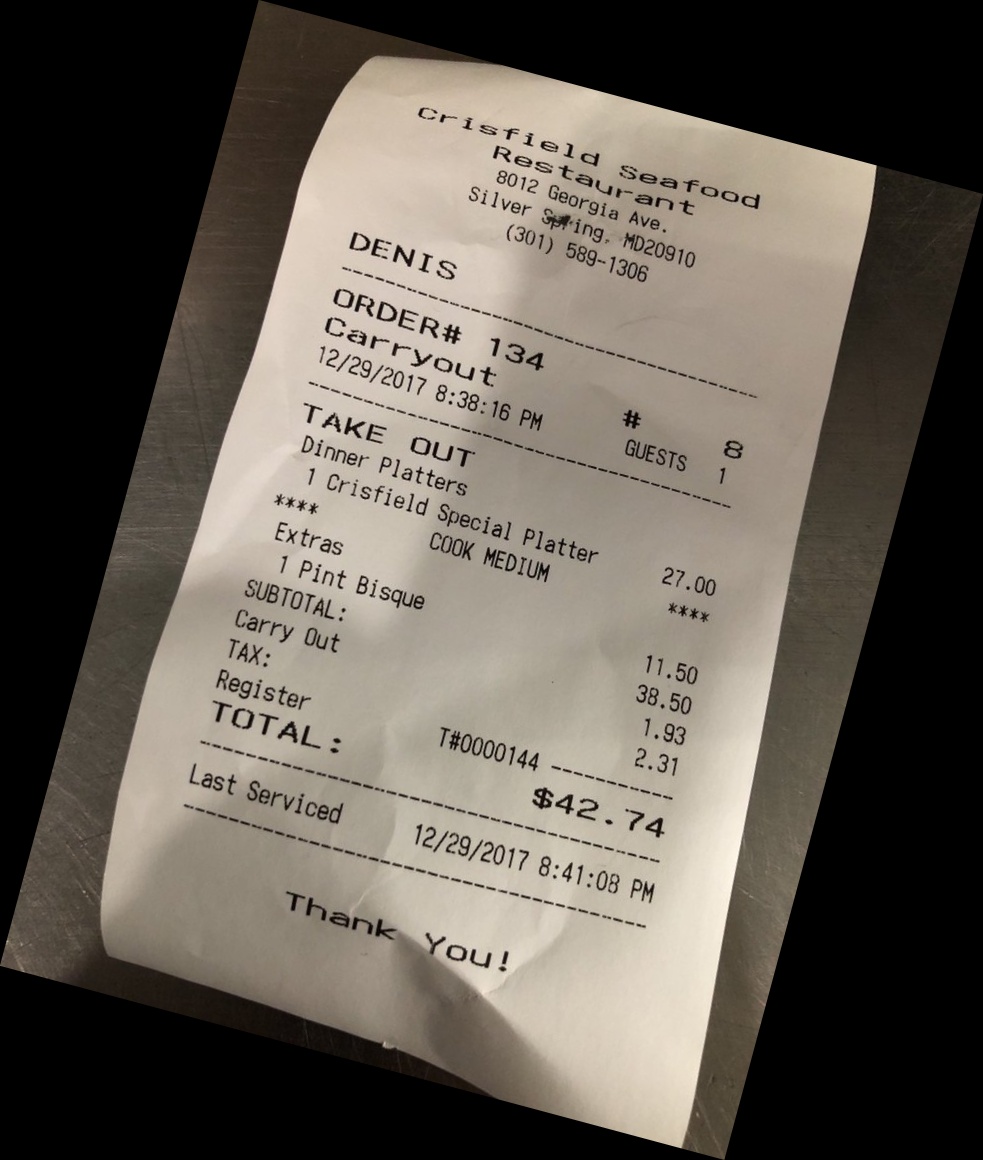 Crisfield Seafood
Restaurant
8012 Georgia Ave.
Silver Spring, MD20910
(301) 589-1306
DENIS
ORDER# 134 # 8
Carryout
12/29/2017 8:38:16 PM GUESTS 1
TAKE OUT
Dinner Platters
1 Crisfield Special Platter 27.00
**** COOK MEDIUM ****
Extras
1 Pint Bisque 11.50
SUBTOTAL: 38.50
Carry Out 1.93
TAX: 2.31
Register T#0000144
TOTAL: $42.74
Last Serviced 12/29/2017 8:41:08 PM
Thank You!